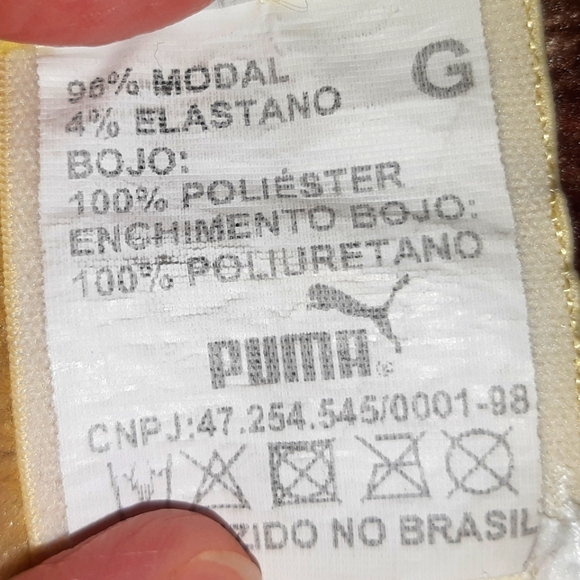 96% MODAL
G
4% ELASTANO
BOJO:
100% POLIÉSTER
ENCHIMENTO BOJO:
100% POLIURETANO
PUMA®
CNPJ:47.254.545/0001-98
ZIDO NO BRASIL